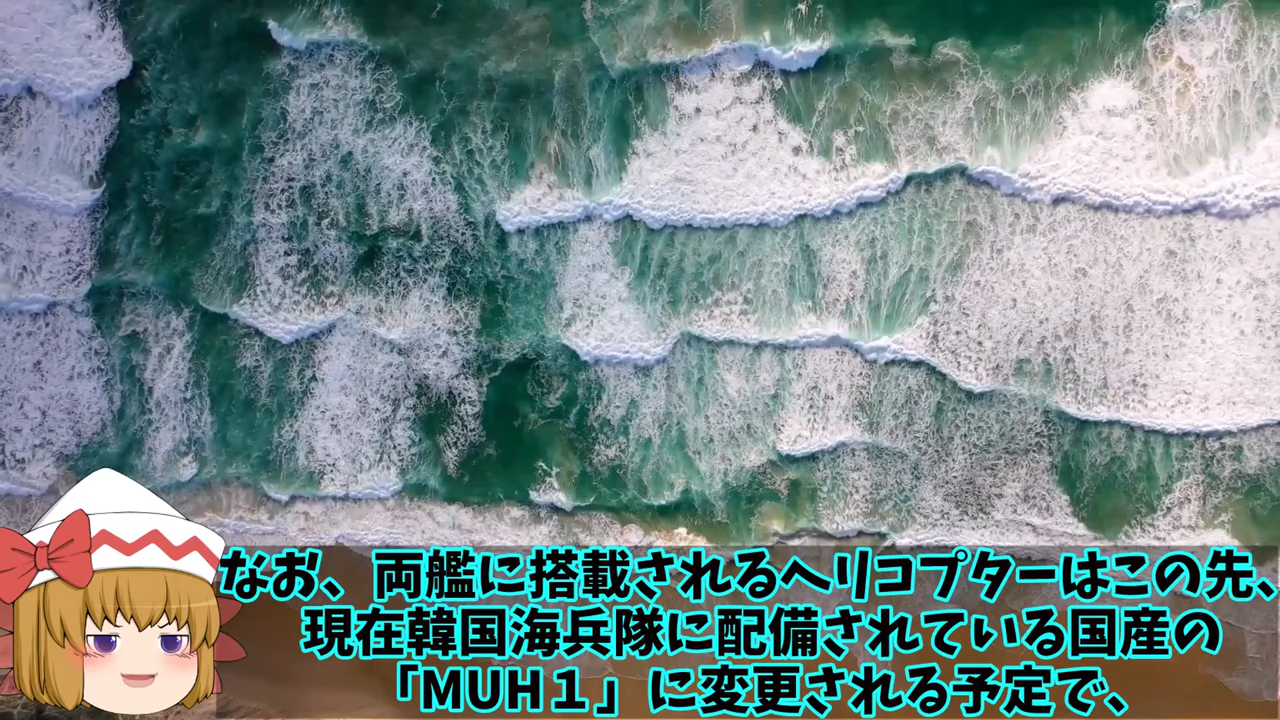 なお、両艦に搭載されるヘリコプターはこの先、
現在韓国海兵隊に配備されている国産の
「MUH１」に変更される予定で、